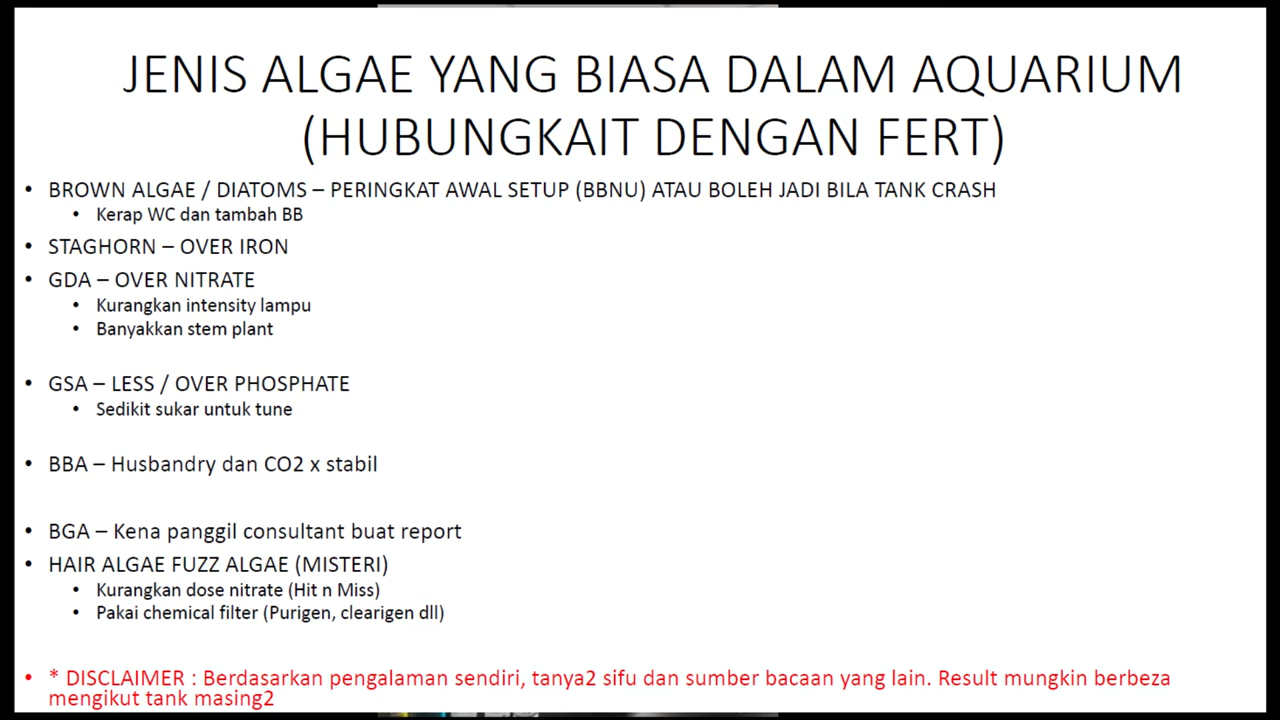 JENIS ALGAE YANG BIASA DALAM AQUARIUM
(HUBUNGKAIT DENGAN FERT)
• BROWN ALGAE / DIATOMS – PERINGKAT AWAL SETUP (BBNU) ATAU BOLEH JADI BILA TANK CRASH
• Kerap WC dan tambah BB
• STAGHORN – OVER IRON
• GDA – OVER NITRATE
• Kurangkan intensity lampu
• Banyakkan stem plant
• GSA – LESS / OVER PHOSPHATE
• Sedikit sukar untuk tune
• BBA – Husbandry dan CO2 x stabil
• BGA – Kena panggil consultant buat report
• HAIR ALGAE FUZZ ALGAE (MISTERI)
• Kurangkan dose nitrate (Hit n Miss)
• Pakai chemical filter (Purigen, clearigen dll)
• * DISCLAIMER : Berdasarkan pengalaman sendiri, tanya2 sifu dan sumber bacaan yang lain. Result mungkin berbeza
mengikut tank masing2